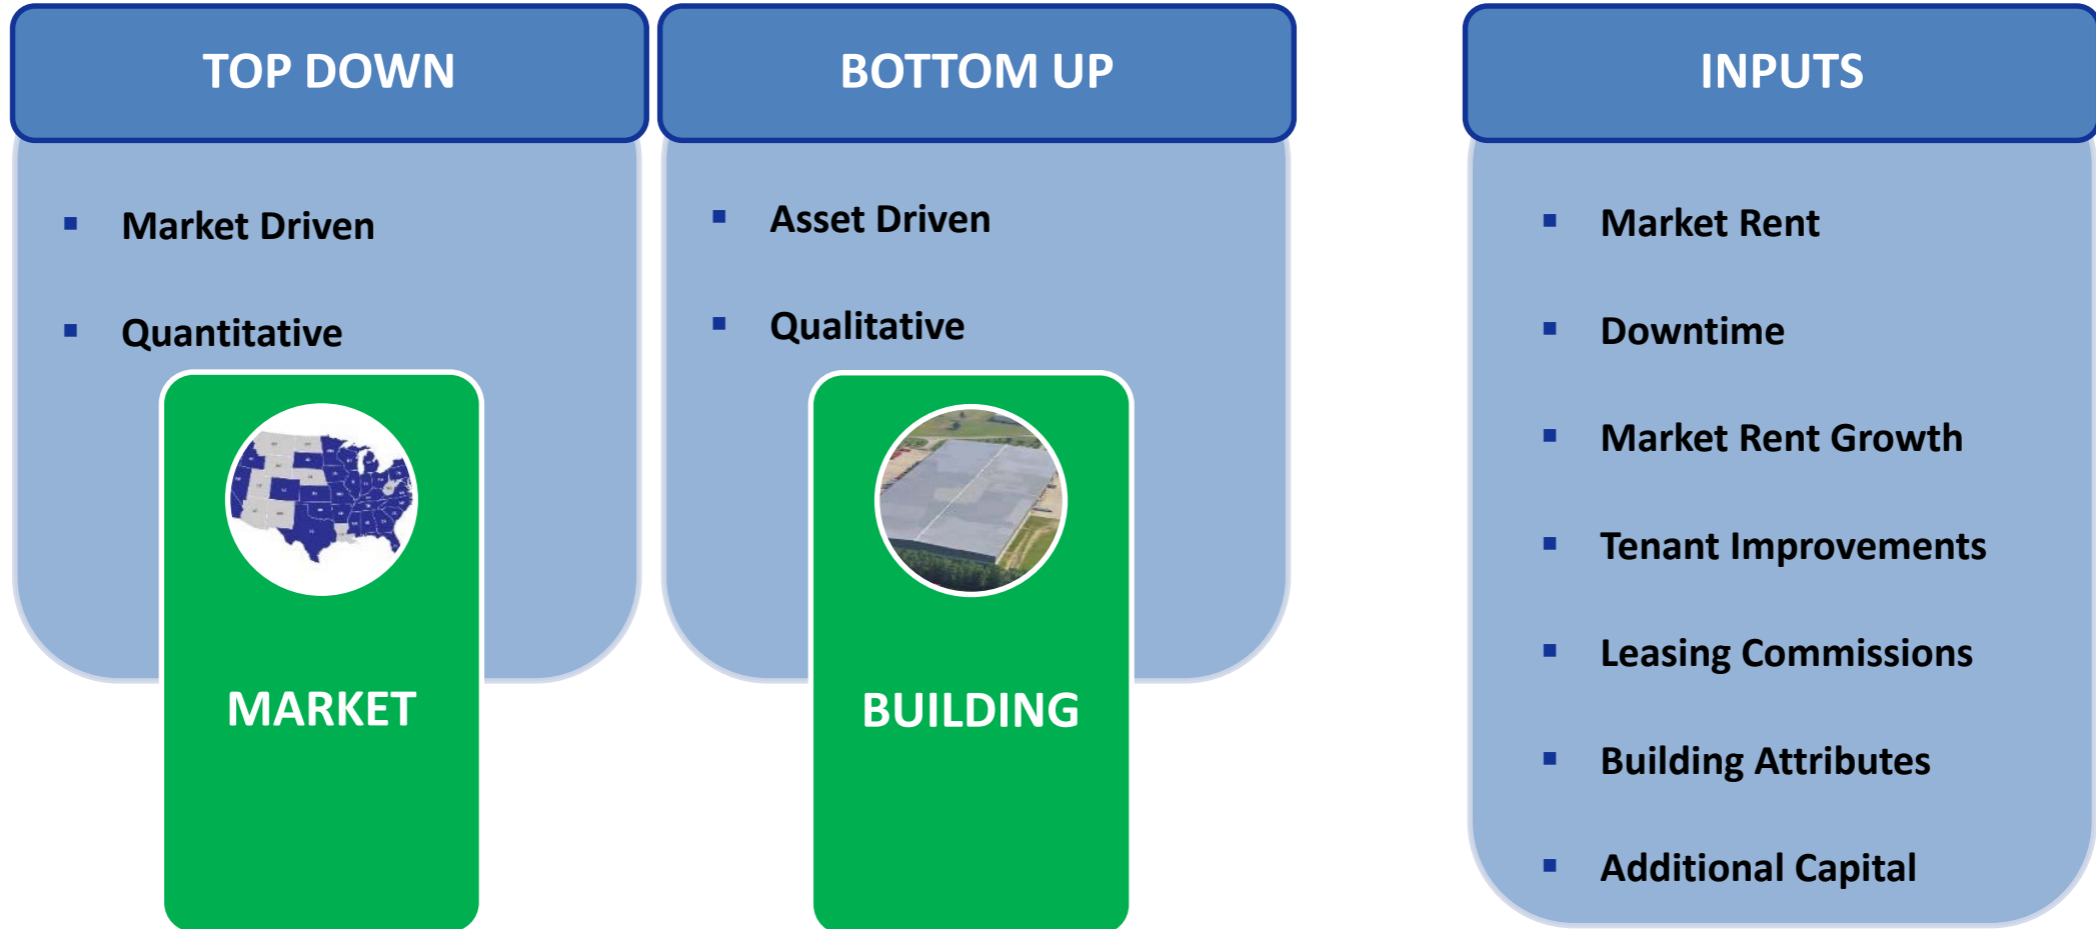 TOP DOWN
Market Driven
Quantitative
MARKET
BOTTOM UP
Asset Driven
Qualitative
BUILDING
INPUTS
Market Rent
Downtime
Market Rent Growth
Tenant Improvements
Leasing Commissions
Building Attributes
Additional Capital